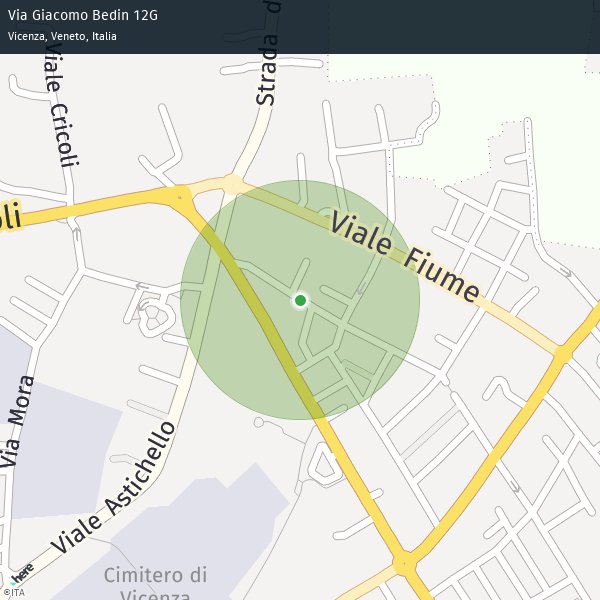 Via Giacomo Bedin 12G
Vicenza, Veneto, Italia
Strada d
Viale Cricoli
oli
Viale Fiume
Via Mora
Viale Astichello
Cimitero di
Vicenza
here
©ITA